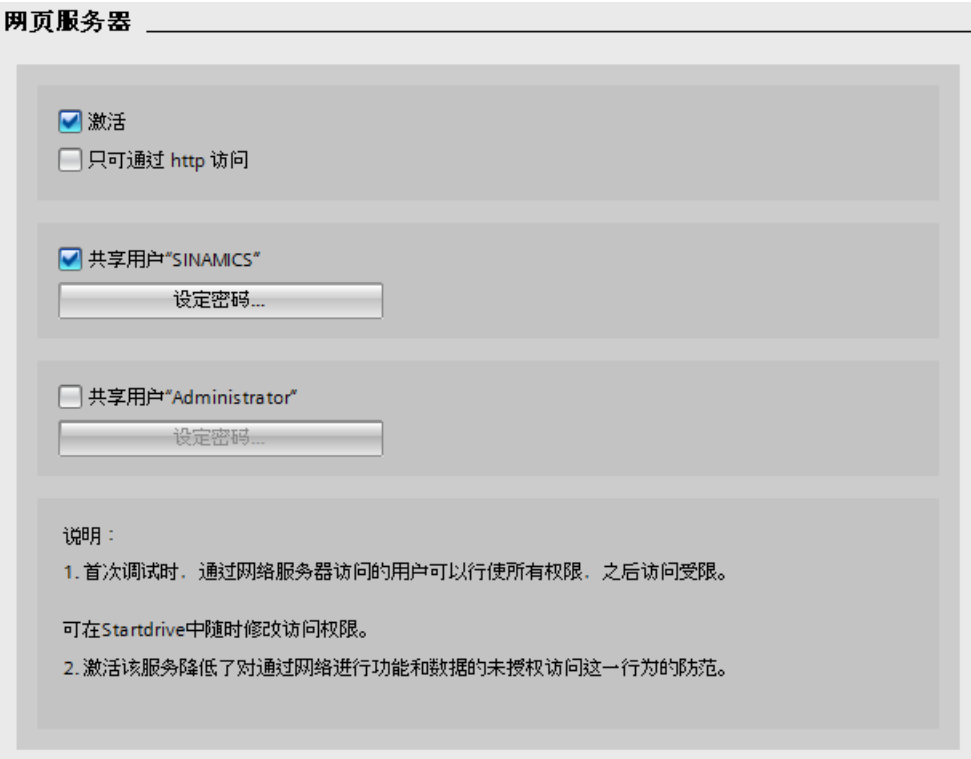 网页服务器
激活
只可通过 http 访问
共享用户“SINAMICS”
设定密码...
共享用户“Administrator”
设定密码...
说明：
1. 首次调试时，通过网络服务器访问的用户可以行使所有权限，之后访问受限。
可在Startdrive中随时修改访问权限。
2. 激活该服务降低了对通过网络进行功能和数据的未授权访问这一行为的防范。